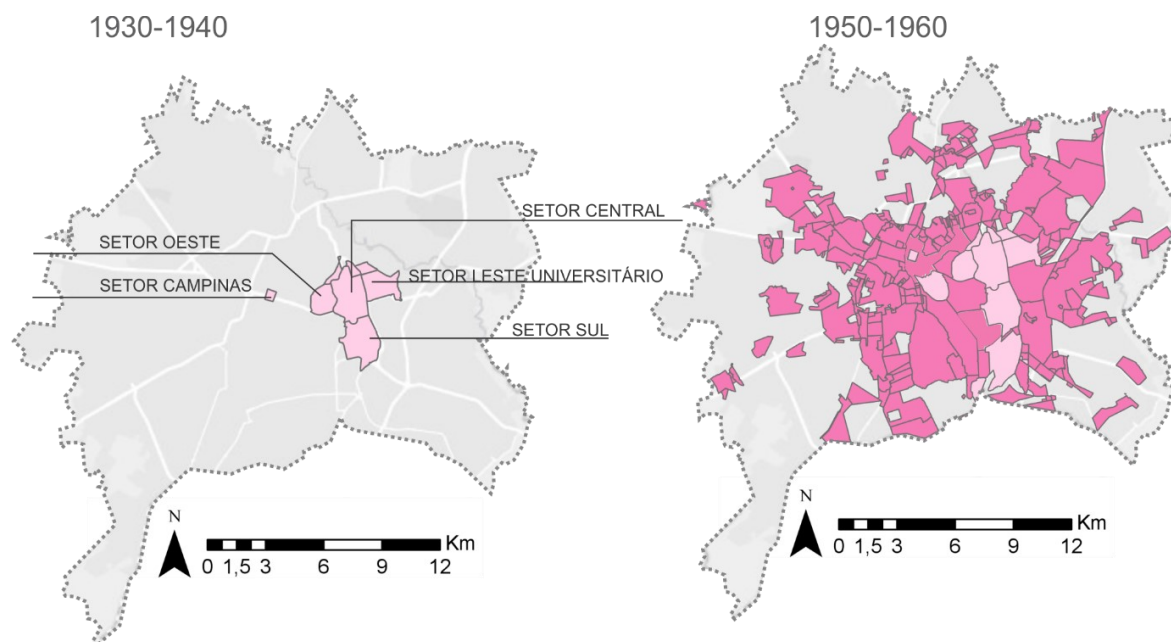 1930-1940
1950-1960
SETOR CENTRAL
SETOR OESTE
SETOR LESTE UNIVERSITÁRIO
SETOR CAMPINAS
SETOR SUL
N
Km
0 1,5 3 6 9 12
N
Km
0 1,5 3 6 9 12